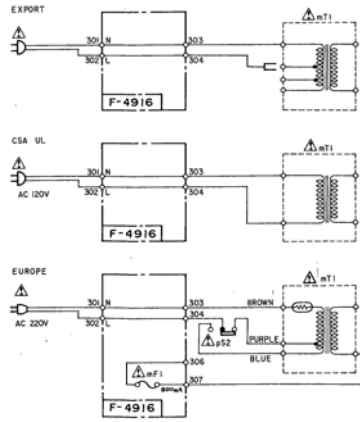 EXPORT
mT1
301 N 303
302 L 304
F-4916
CSA UL
mT1
301 N 303
302 L 304
AC 120V
F-4916
EUROPE
mT1
301 N 303 BROWN
AC 220V 302 L 304
PURPLE
pS2
BLUE
306
mF1
307
800mA
F-4916